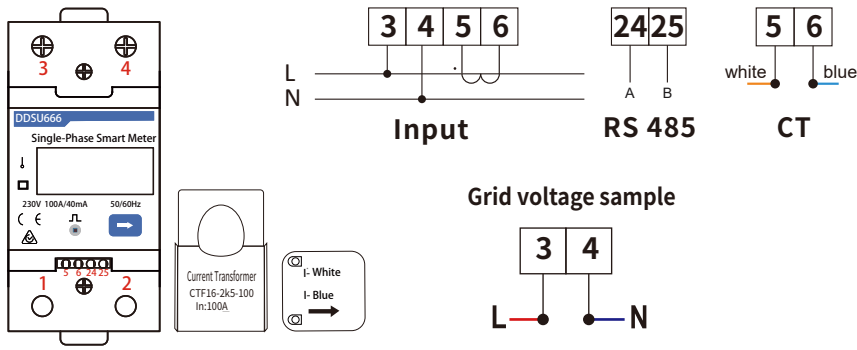 3 4
DDSU666
Single-Phase Smart Meter
230V 100A/40mA 50/60Hz
CE
5 6 24 25
1 2
Current Transformer
CTF16-2k5-100
In:100A
I- White
I- Blue
3 4 5 6
L
N
Input
24 25
A B
RS 485
5 6
white blue
CT
Grid voltage sample
3 4
L N